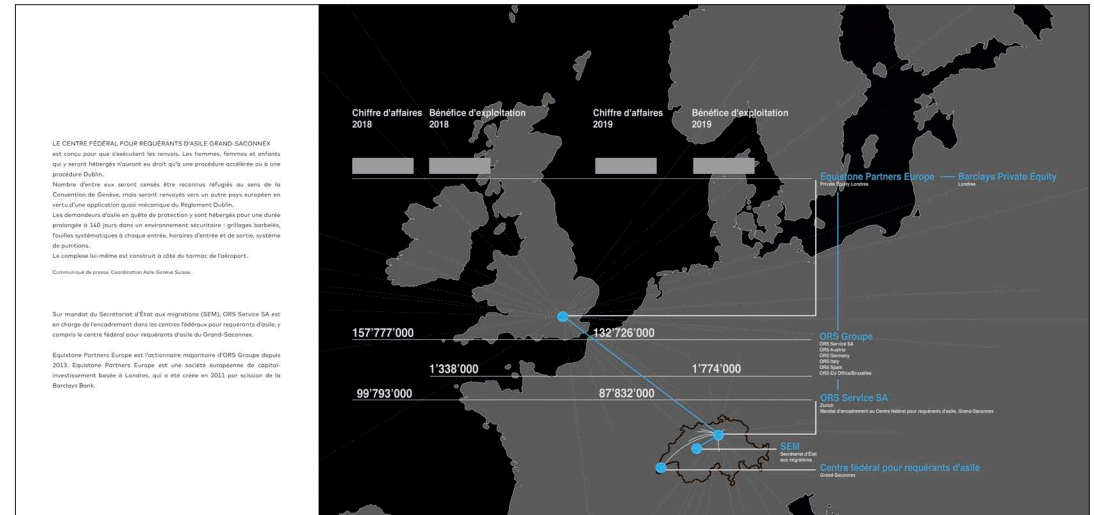 LE CENTRE FÉDÉRAL POUR REQUÉRANTS D'ASILE GRAND-SACONNEX
est conçu pour que s'exécutent les renvois. Les hommes, femmes et enfants
qui y seront hébergés n'auront eu droit qu'à une procédure accélérée ou à une
procédure Dublin.
Nombre d'entre eux seront censés être reconnus réfugiés au sens de la
Convention de Genève, mais seront renvoyés vers un autre pays européen en
vertu d'une application quasi mécanique du Règlement Dublin.
Les demandeurs d'asile en quête de protection y sont hébergés pour une durée
prolongée à 140 jours dans un environnement sécuritaire : grillages barbelés,
fouilles systématiques à chaque entrée, horaires d'entrée et de sortie, système
de punitions.
Le complexe lui-même est construit à côté du tarmac de l'aéroport.
Communiqué de presse, Coordination Asile Genève Suisse.
Sur mandat du Secrétariat d'État aux migrations (SEM), ORS Service SA est
en charge de l'encadrement dans les centres fédéraux pour requérants d'asile, y
compris le centre fédéral pour requérants d'asile du Grand-Saconnex.
Equistone Partners Europe est l'actionnaire majoritaire d'ORS Groupe depuis
2013. Equistone Partners Europe est une société européenne de capital-
investissement basée à Londres, qui a été créée en 2011 par scission de la
Barclays Bank.
Chiffre d'affaires 2018
Bénéfice d'exploitation 2018
Chiffre d'affaires 2019
Bénéfice d'exploitation 2019
Equistone Partners Europe
Private Equity Londres
Barclays Private Equity
Londres
157'777'000
132'726'000
ORS Groupe
ORS Service SA
ORS Austria
ORS Germany
ORS Italy
ORS Spain
ORS EU Office/Bruxelles
1'338'000
1'774'000
99'793'000
87'832'000
ORS Service SA
Zurich
Mandat d'encadrement au Centre fédéral pour requérants d'asile, Grand-Saconnex
SEM
Secrétariat d'État
aux migrations
Centre fédéral pour requérants d'asile
Grand-Saconnex